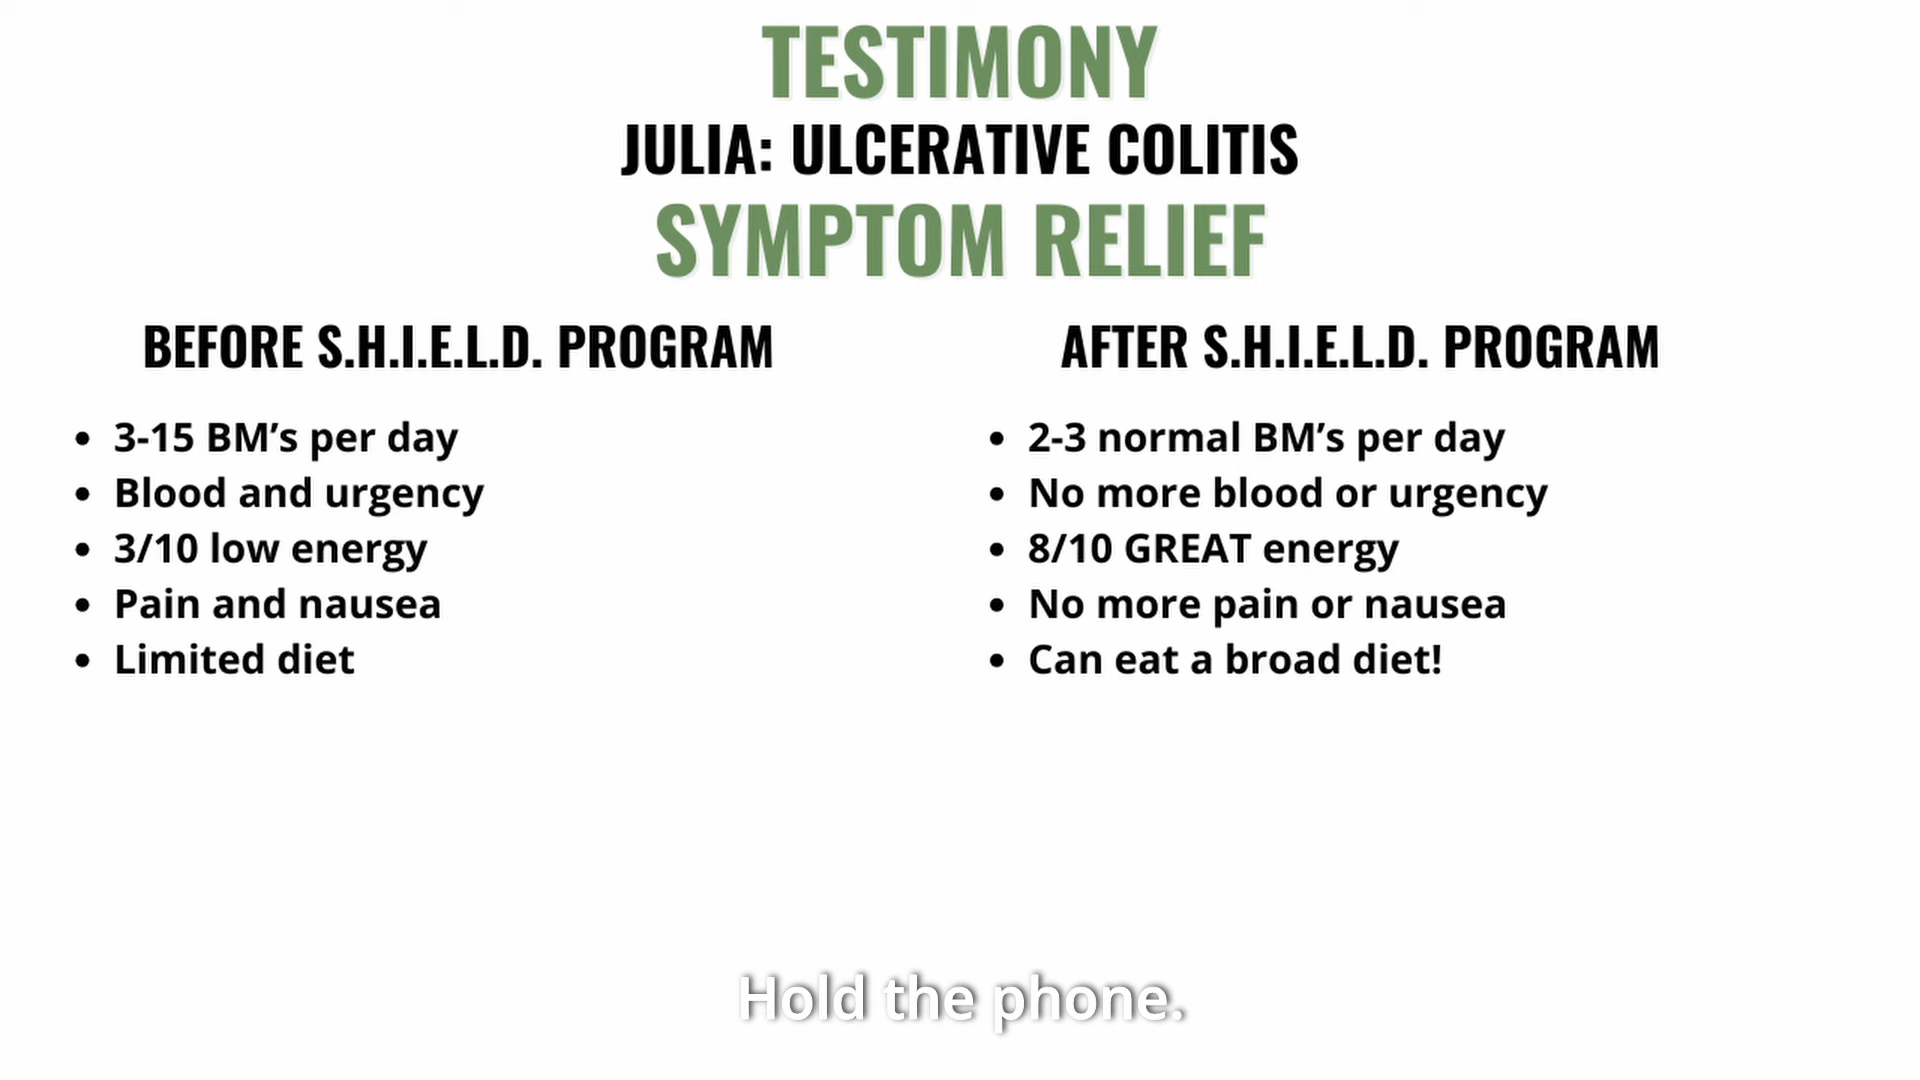 TESTIMONY
JULIA: ULCERATIVE COLITIS
SYMPTOM RELIEF
BEFORE S.H.I.E.L.D. PROGRAM
• 3-15 BM’s per day
• Blood and urgency
• 3/10 low energy
• Pain and nausea
• Limited diet
AFTER S.H.I.E.L.D. PROGRAM
• 2-3 normal BM’s per day
• No more blood or urgency
• 8/10 GREAT energy
• No more pain or nausea
• Can eat a broad diet!
Hold the phone.